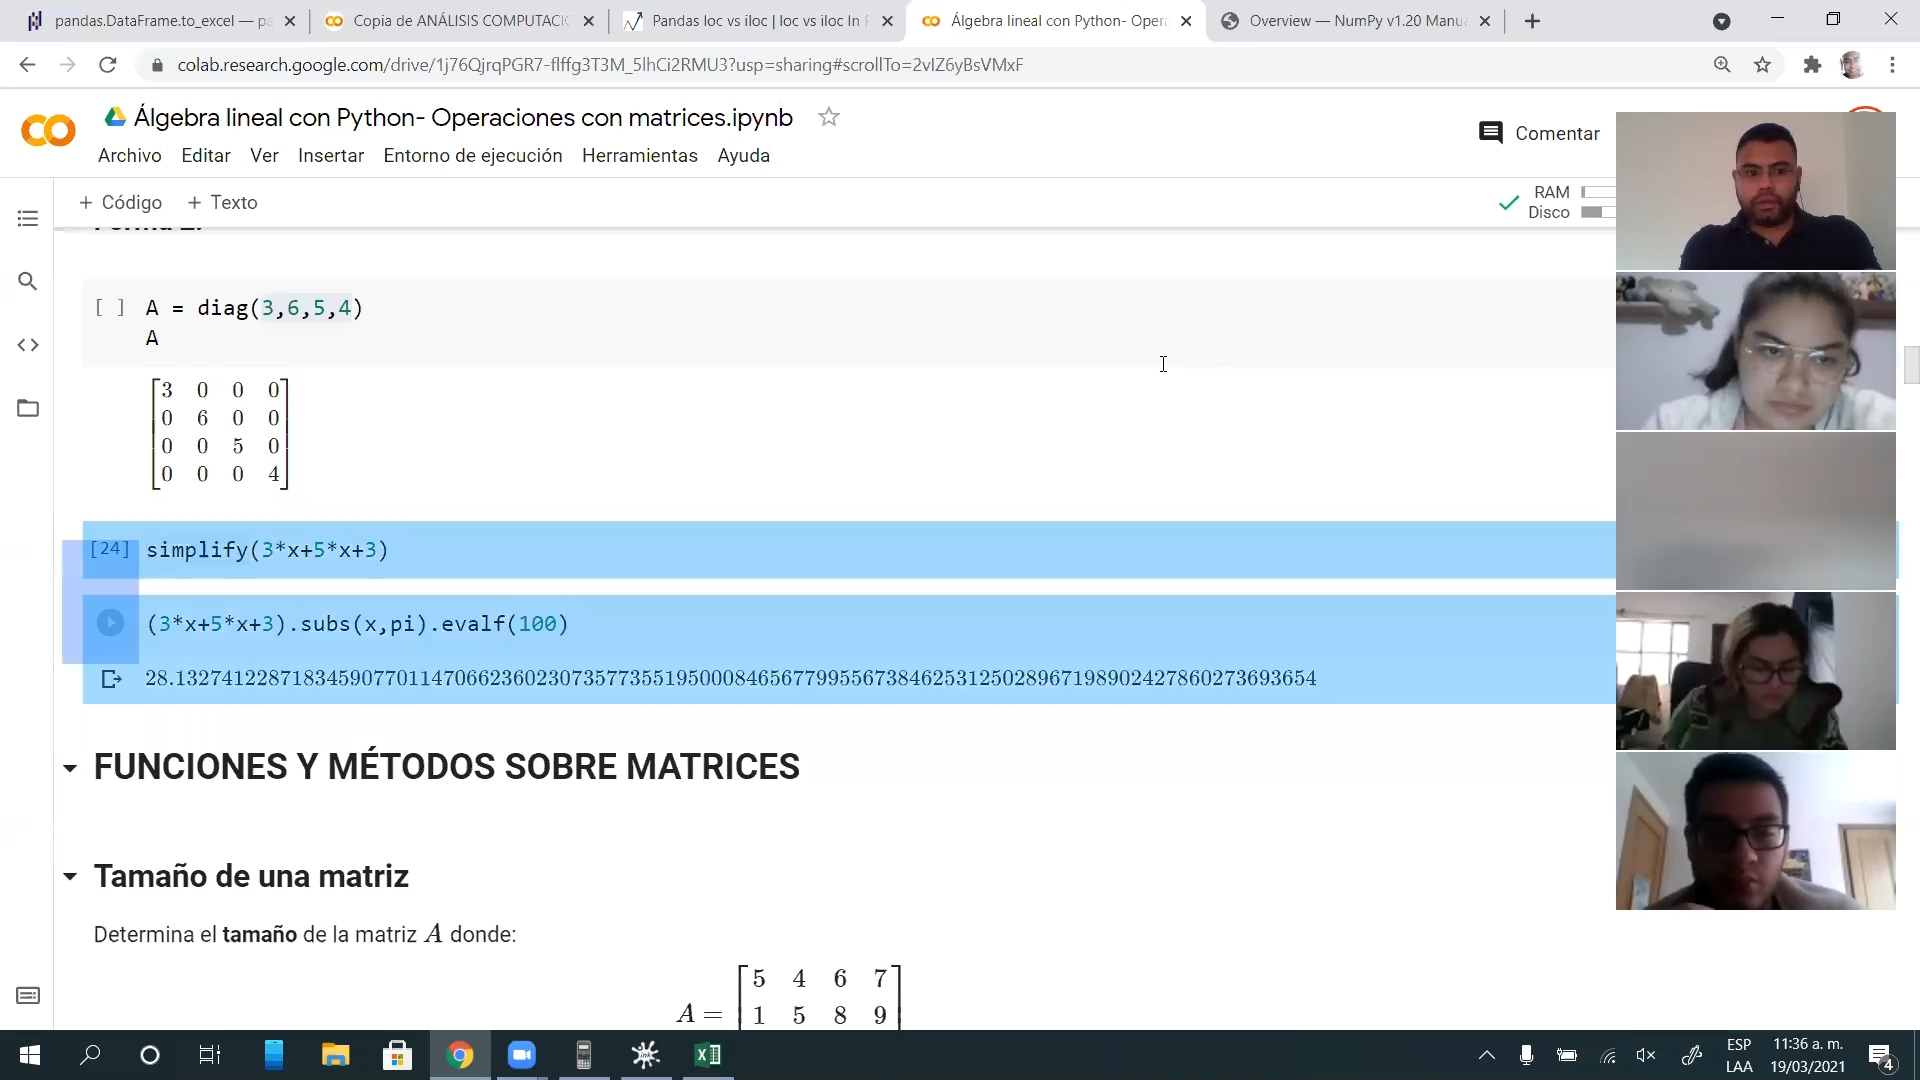 pandas.DataFrame.to_excel — pa
Copia de ANÁLISIS COMPUTACI
Pandas loc vs iloc | loc vs iloc In P
Álgebra lineal con Python- Opera
Overview — NumPy v1.20 Manua
colab.research.google.com/drive/1j76QjrqPGR7-flffg3T3M_5lhCi2RMU3?usp=sharing#scrollTo=2vIZ6yBsVMxF
Álgebra lineal con Python- Operaciones con matrices.ipynb
Comentar
Archivo Editar Ver Insertar Entorno de ejecución Herramientas Ayuda
+ Código + Texto
RAM
Disco
Forma 2.
[ ] A = diag(3,6,5,4)
A
3 0 0 0
0 6 0 0
0 0 5 0
0 0 0 4
[24] simplify(3*x+5*x+3)
(3*x+5*x+3).subs(x,pi).evalf(100)
28.13274122871834590770114706623602307357735519500084656779955673846253125028967198902427860273693654
FUNCIONES Y MÉTODOS SOBRE MATRICES
Tamaño de una matriz
Determina el tamaño de la matriz A donde:
5 4 6 7
A = 1 5 8 9
ESP
LAA
11:36 a. m.
19/03/2021
4